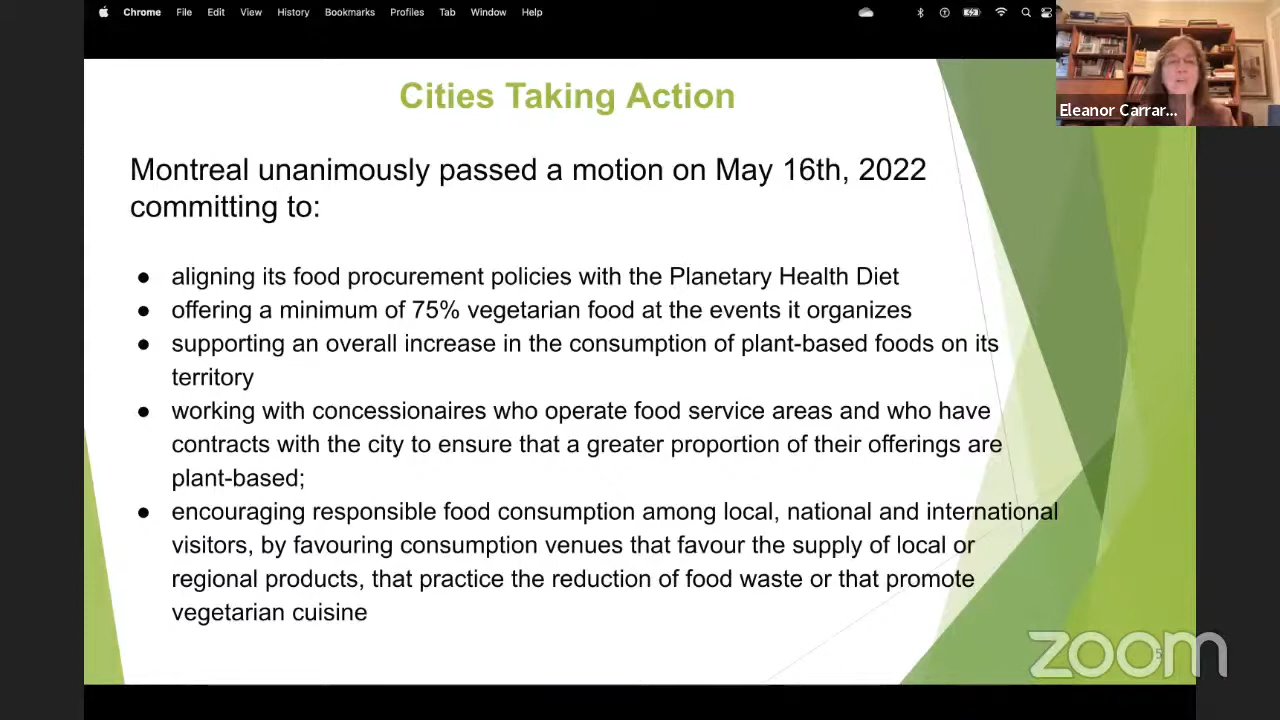 Chrome File Edit View History Bookmarks Profiles Tab Window Help
Eleanor Carrar...
Cities Taking Action
Montreal unanimously passed a motion on May 16th, 2022
committing to:
● aligning its food procurement policies with the Planetary Health Diet
● offering a minimum of 75% vegetarian food at the events it organizes
● supporting an overall increase in the consumption of plant-based foods on its
territory
● working with concessionaires who operate food service areas and who have
contracts with the city to ensure that a greater proportion of their offerings are
plant-based;
● encouraging responsible food consumption among local, national and international
visitors, by favouring consumption venues that favour the supply of local or
regional products, that practice the reduction of food waste or that promote
vegetarian cuisine
zoom
5